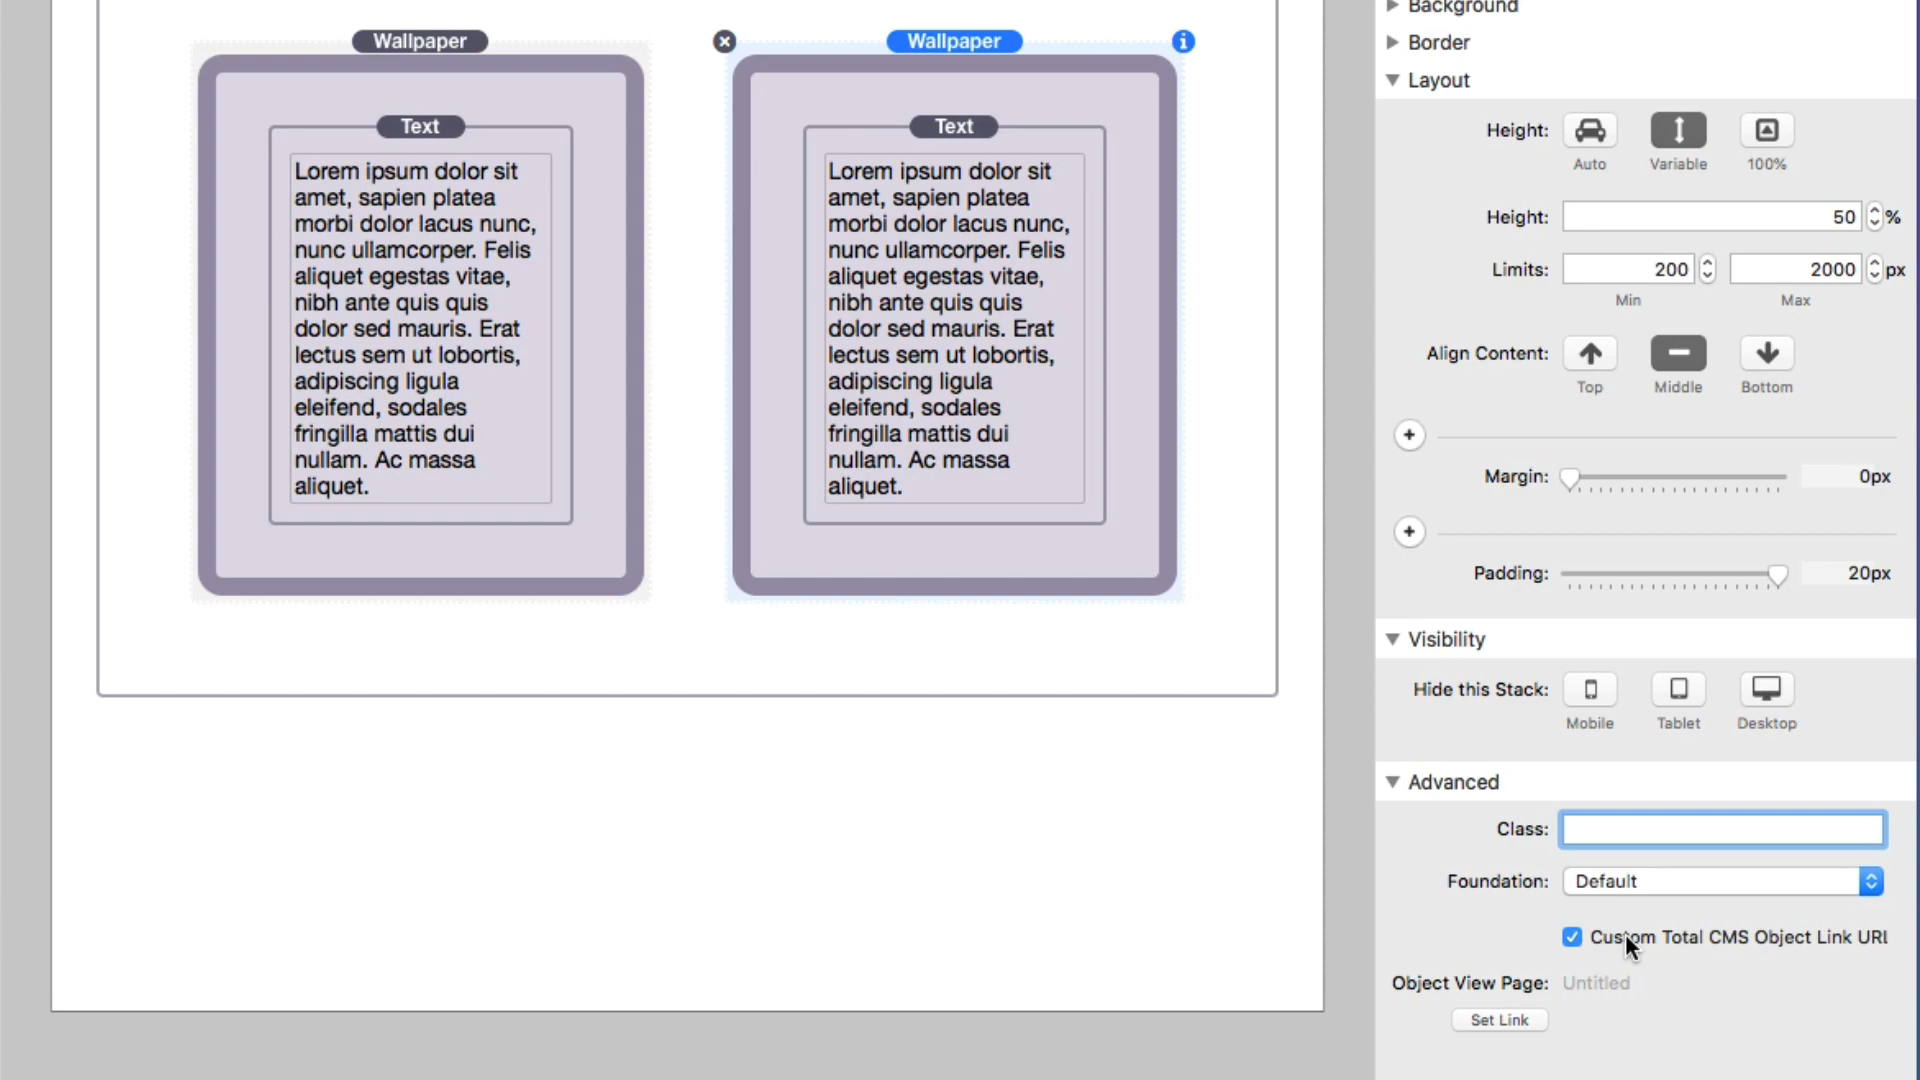 Wallpaper
Text
Lorem ipsum dolor sit
amet, sapien platea
morbi dolor lacus nunc,
nunc ullamcorper. Felis
aliquet egestas vitae,
nibh ante quis quis
dolor sed mauris. Erat
lectus sem ut lobortis,
adipiscing ligula
eleifend, sodales
fringilla mattis dui
nullam. Ac massa
aliquet.
Wallpaper
Text
Lorem ipsum dolor sit
amet, sapien platea
morbi dolor lacus nunc,
nunc ullamcorper. Felis
aliquet egestas vitae,
nibh ante quis quis
dolor sed mauris. Erat
lectus sem ut lobortis,
adipiscing ligula
eleifend, sodales
fringilla mattis dui
nullam. Ac massa
aliquet.
Background
Border
Layout
Height:
Auto Variable 100%
Height: 50 %
Limits: 200 2000 px
Min Max
Align Content:
Top Middle Bottom
Margin: 0px
Padding: 20px
Visibility
Hide this Stack:
Mobile Tablet Desktop
Advanced
Class:
Foundation: Default
Custom Total CMS Object Link URL
Object View Page: Untitled
Set Link